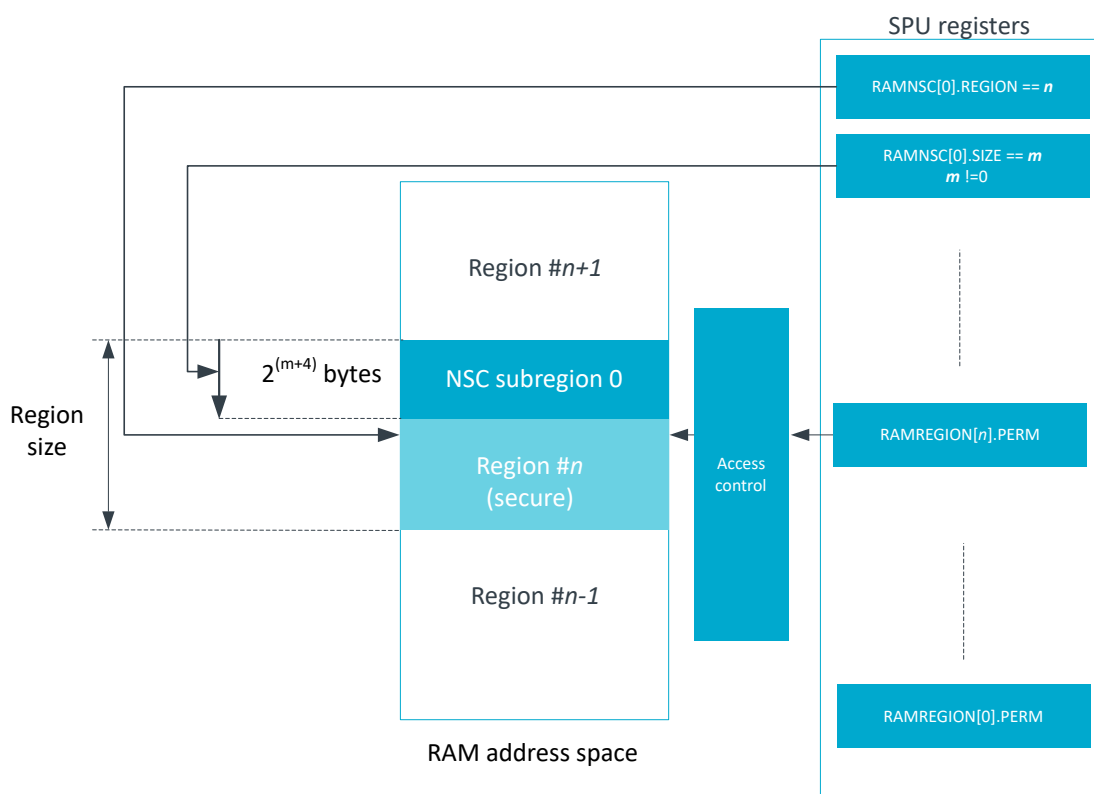 SPU registers
RAMNSC[0].REGION == n
RAMNSC[0].SIZE == m
m !=0
Region #n+1
2^(m+4) bytes
NSC subregion 0
Region
size
Region #n
(secure)
Access
control
RAMREGION[n].PERM
Region #n-1
RAMREGION[0].PERM
RAM address space